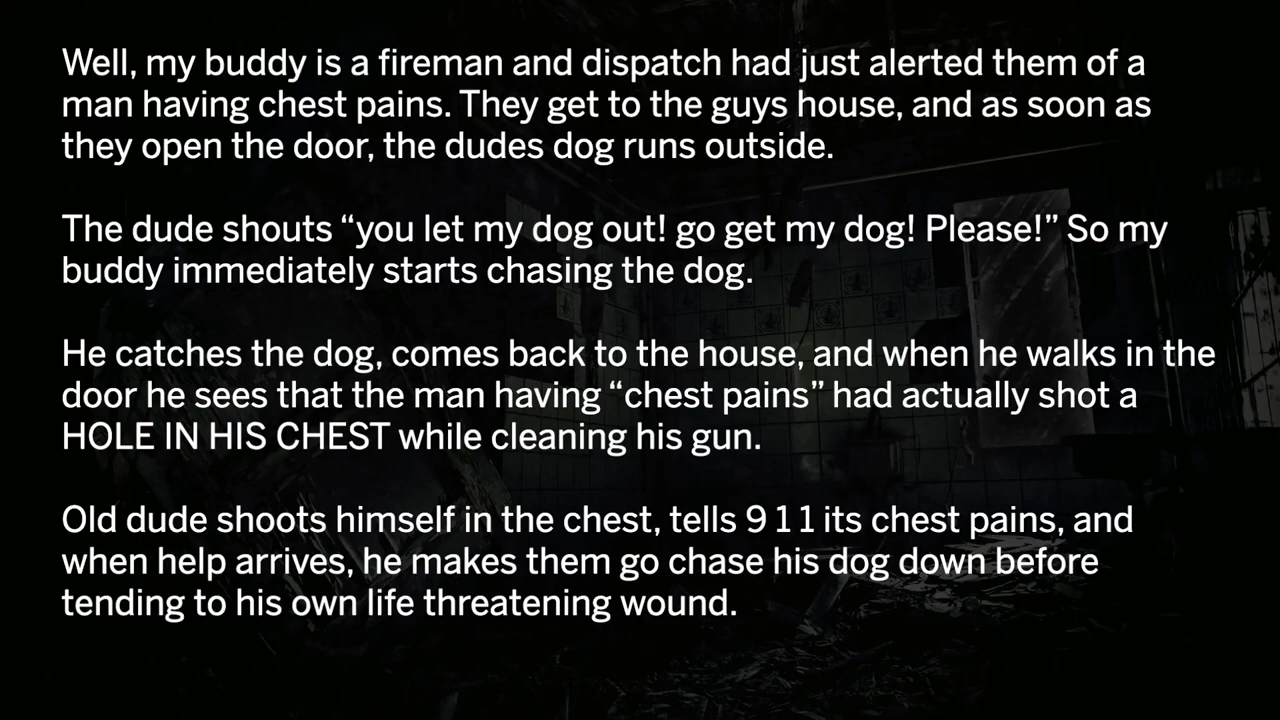 Well, my buddy is a fireman and dispatch had just alerted them of a
man having chest pains. They get to the guys house, and as soon as
they open the door, the dudes dog runs outside.
The dude shouts “you let my dog out! go get my dog! Please!” So my
buddy immediately starts chasing the dog.
He catches the dog, comes back to the house, and when he walks in the
door he sees that the man having “chest pains” had actually shot a
HOLE IN HIS CHEST while cleaning his gun.
Old dude shoots himself in the chest, tells 9 1 1 its chest pains, and
when help arrives, he makes them go chase his dog down before
tending to his own life threatening wound.